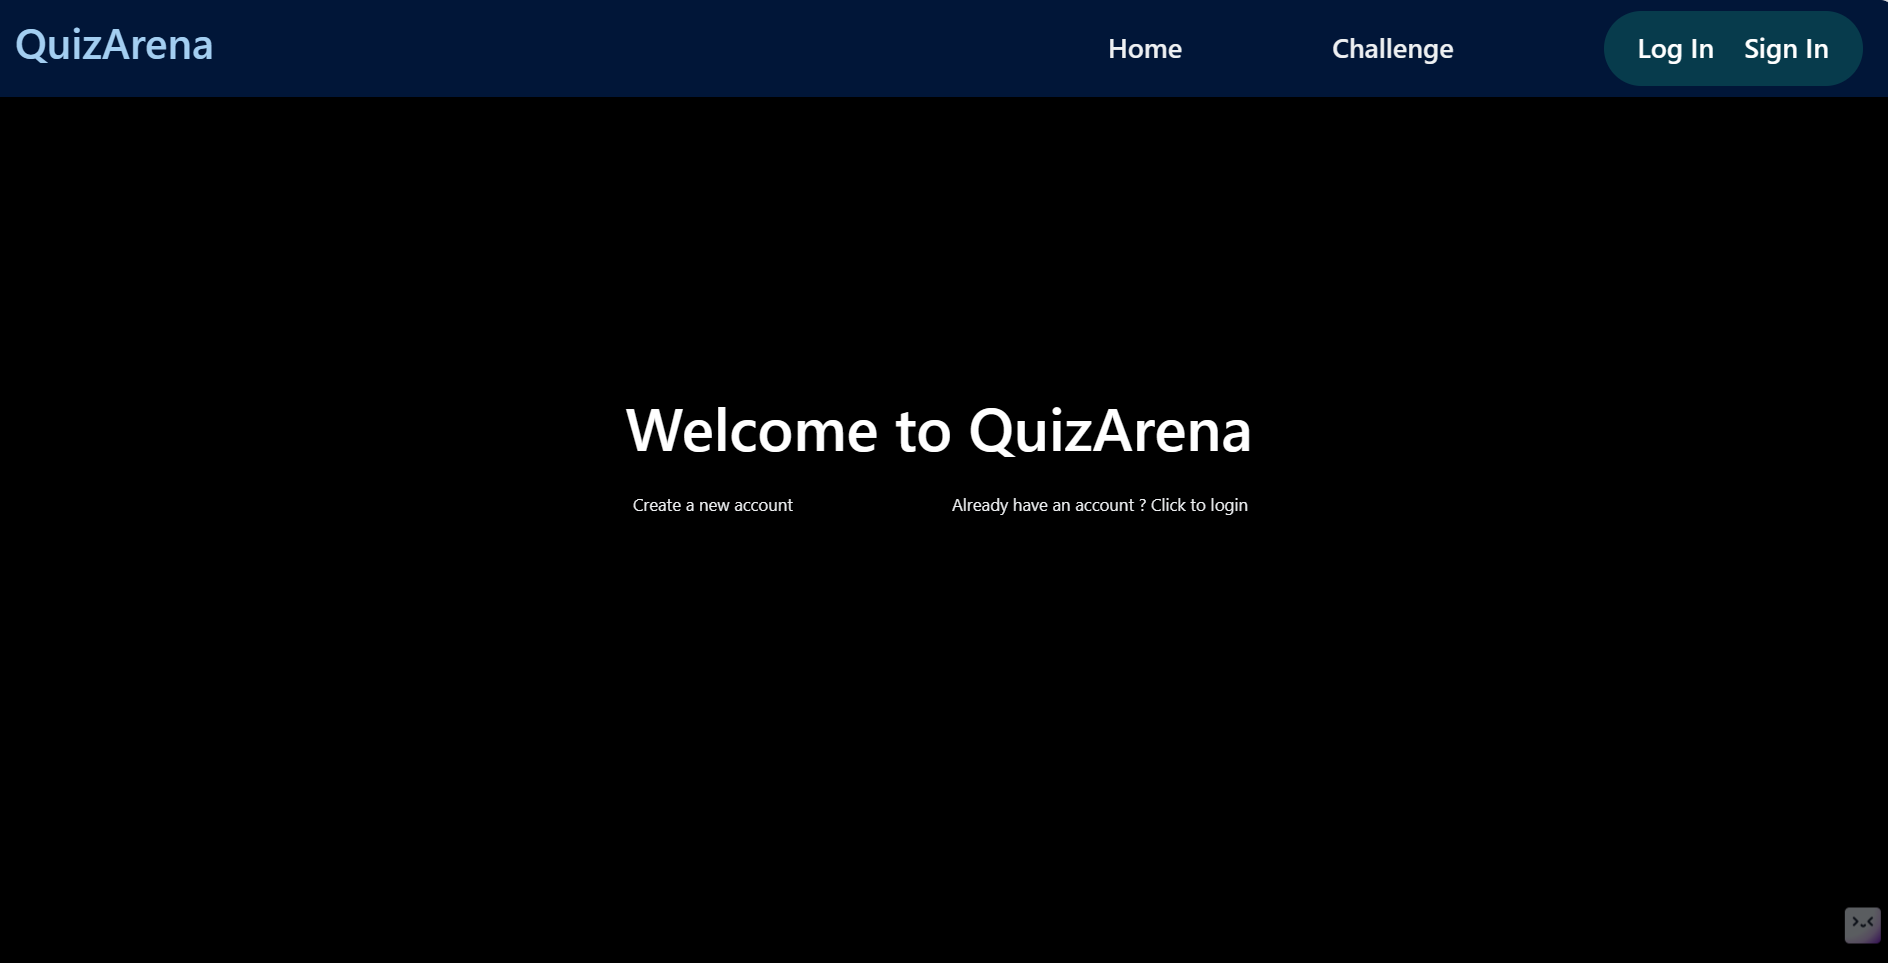 QuizArena
Home
Challenge
Log In
Sign In
Welcome to QuizArena
Create a new account
Already have an account ? Click to login